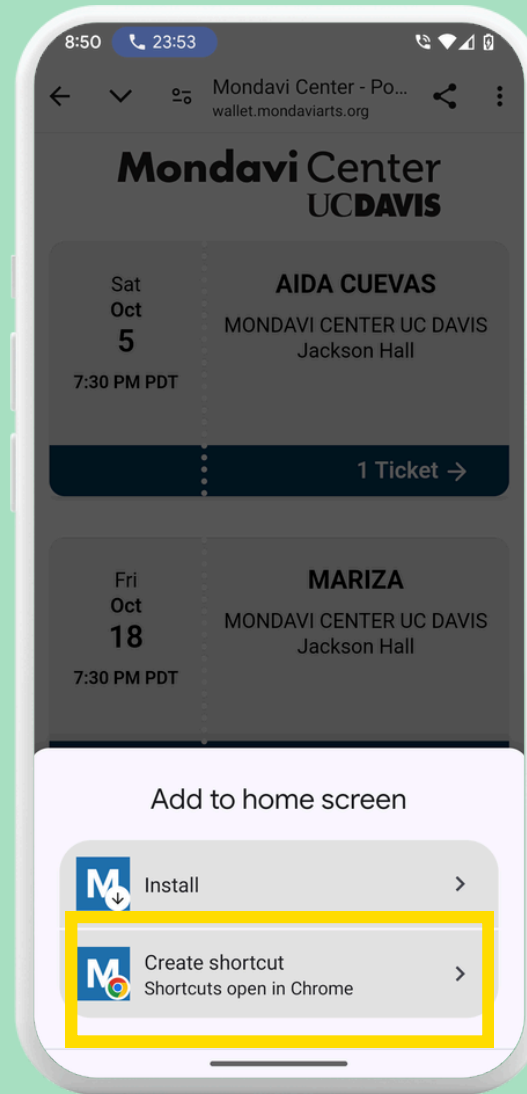 8:50 23:53
Mondavi Center - Po...
wallet.mondaviarts.org
Mondavi Center
UCDAVIS
Sat
Oct
5
7:30 PM PDT
AIDA CUEVAS
MONDAVI CENTER UC DAVIS
Jackson Hall
1 Ticket →
Fri
Oct
18
7:30 PM PDT
MARIZA
MONDAVI CENTER UC DAVIS
Jackson Hall
Add to home screen
M Install
M Create shortcut
Shortcuts open in Chrome